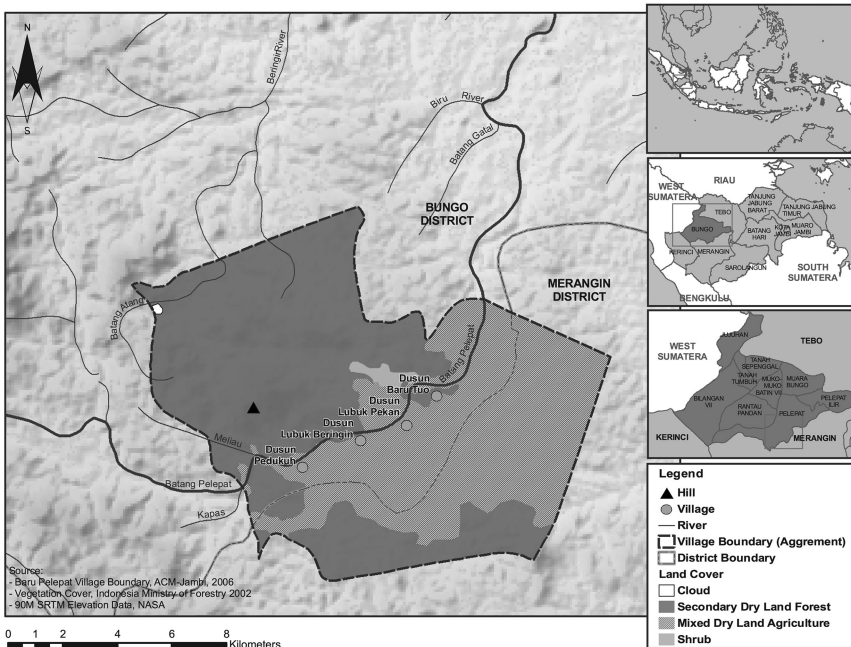 N
S
Beringin River
Biru River
Batang Gatal
BUNGO
DISTRICT
MERANGIN
DISTRICT
Batang Atang
Batang Pelepat
Dusun
Baru Tuo
Dusun
Lubuk Pekan
Dusun
Lubuk Beringin
Meliau
Dusun
Pedukuh
Batang Pelepat
Kapas
Source:
- Baru Pelepat Village Boundary, ACM-Jambi, 2006
- Vegetation Cover, Indonesia Ministry of Forestry 2002
- 90M SRTM Elevation Data, NASA
0 1 2 4 6 8
Kilometers
WEST
SUMATERA
RIAU
TEBO
TANJUNG
JABUNG
BARAT
TANJUNG JABUNG
TIMUR
BUNGO
BATANG
HARI
KOTA
JAMBI
MUARO
JAMBI
KERINCI
MERANGIN
SAROLANGUN
SOUTH
SUMATERA
BENGKULU
JUJUHAN
WEST
SUMATERA
TEBO
TANAH
SEPENGGAL
TANAH
TUMBUH
MUKO-
MUKO
BATIN VII
MUARA
BUNGO
BILANGAN
VII
RANTAU
PANDAN
PELEPAT
PELEPAT
ILIR
KERINCI
MERANGIN
Legend
Hill
Village
River
Village Boundary (Aggrement)
District Boundary
Land Cover
Cloud
Secondary Dry Land Forest
Mixed Dry Land Agriculture
Shrub